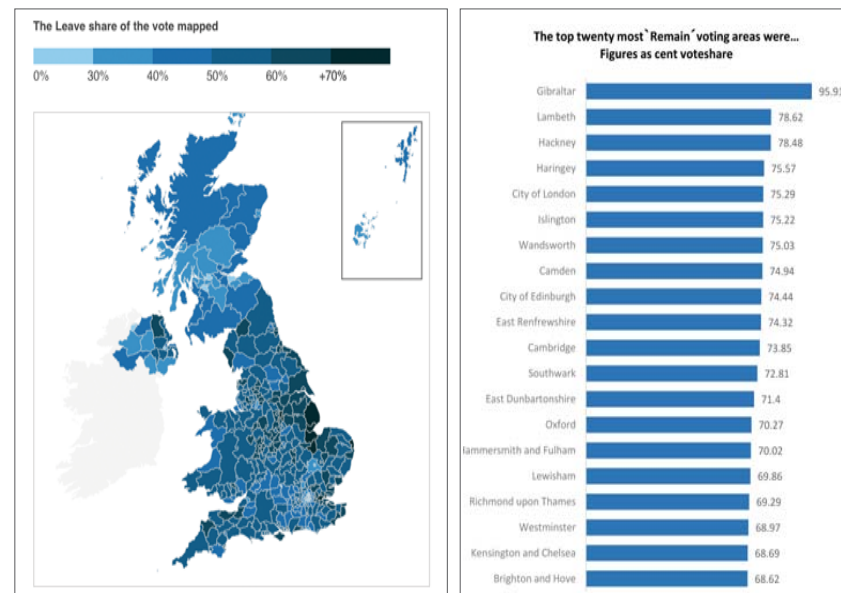 The Leave share of the vote mapped
0% 30% 40% 50% 60% +70%
The top twenty most`Remain´voting areas were...
Figures as cent voteshare
Gibraltar 95.91
Lambeth 78.62
Hackney 78.48
Haringey 75.57
City of London 75.29
Islington 75.22
Wandsworth 75.03
Camden 74.94
City of Edinburgh 74.44
East Renfrewshire 74.32
Cambridge 73.85
Southwark 72.81
East Dunbartonshire 71.4
Oxford 70.27
Hammersmith and Fulham 70.02
Lewisham 69.86
Richmond upon Thames 69.29
Westminster 68.97
Kensington and Chelsea 68.69
Brighton and Hove 68.62